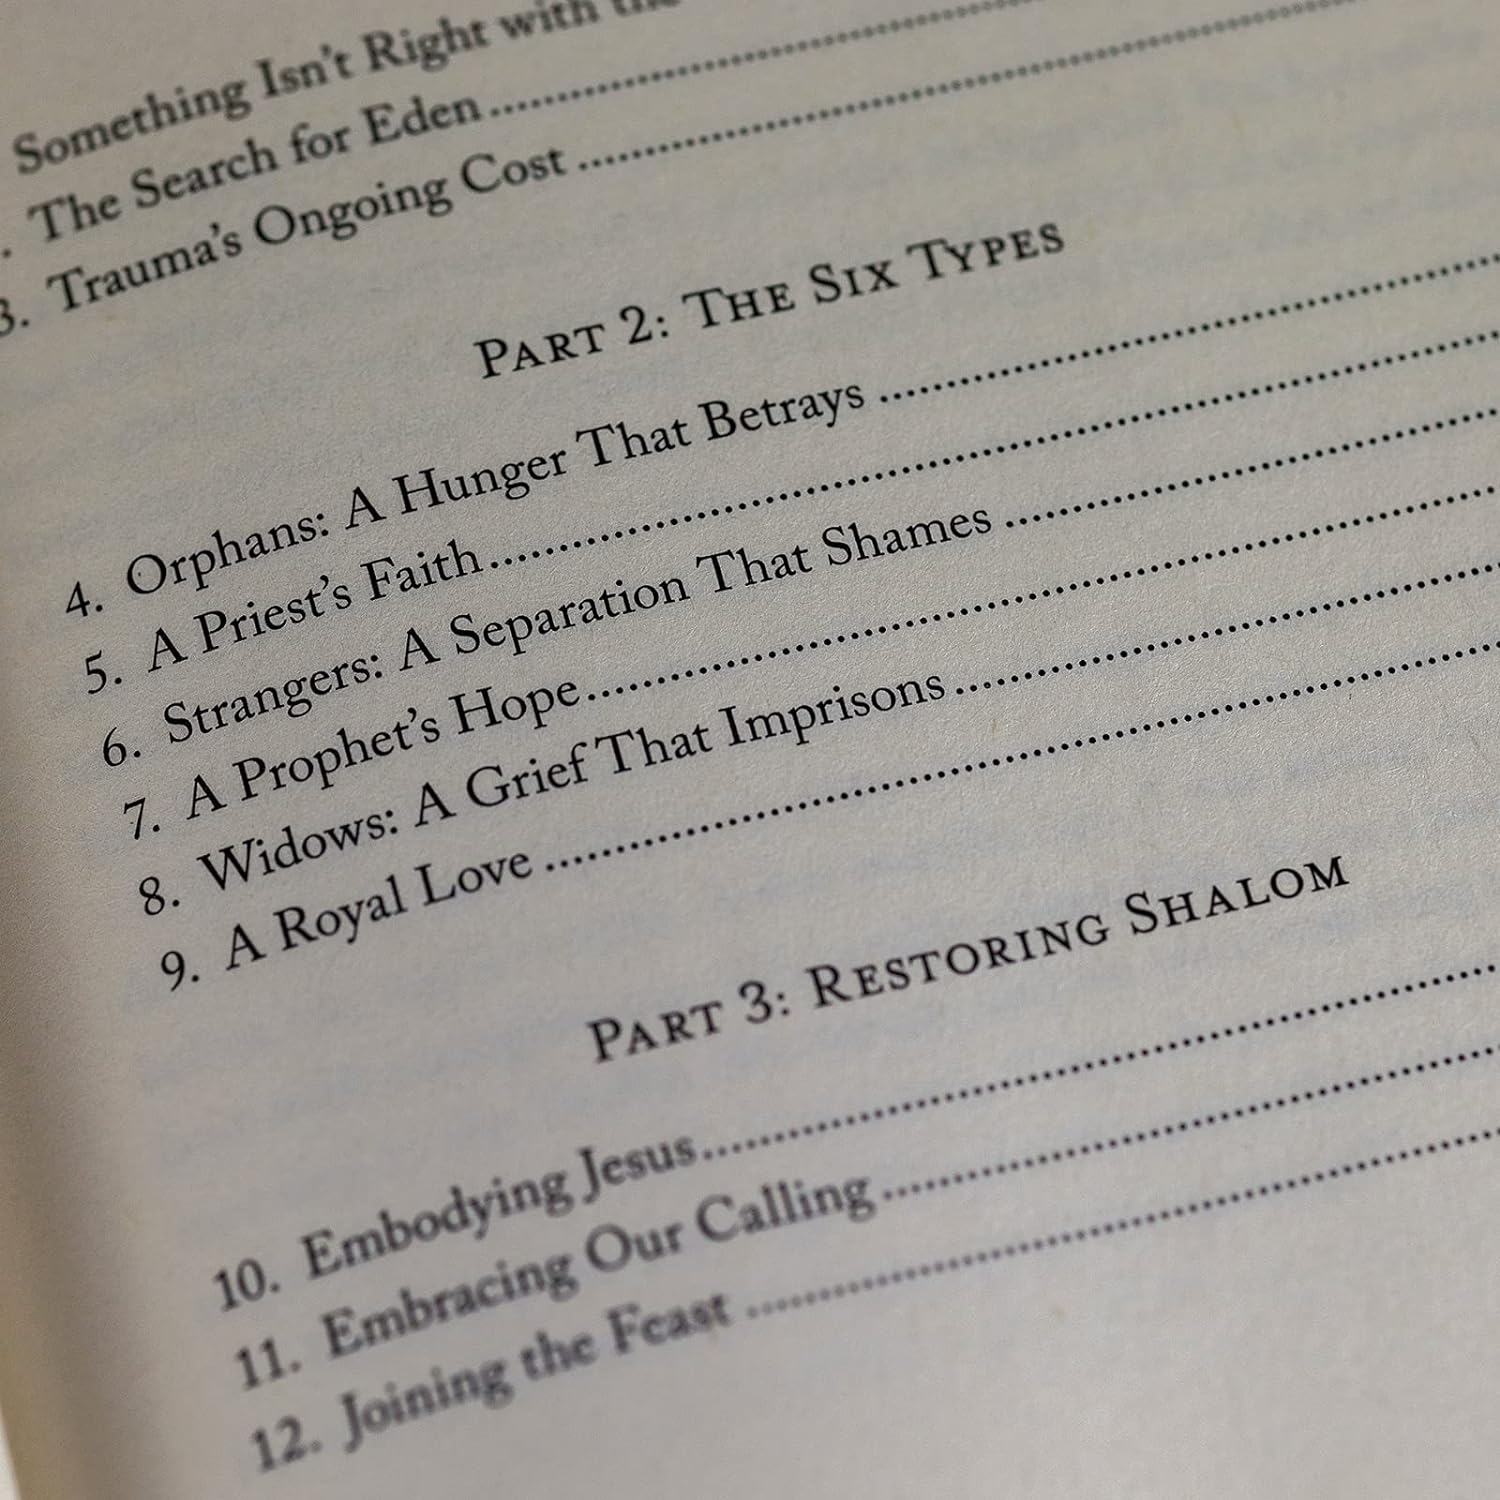 Something Isn't Right with the
. The Search for Eden
3. Trauma's Ongoing Cost
Part 2: The Six Types
4. Orphans: A Hunger That Betrays
5. A Priest's Faith
6. Strangers: A Separation That Shames
7. A Prophet's Hope
8. Widows: A Grief That Imprisons
9. A Royal Love
Part 3: Restoring Shalom
10. Embodying Jesus
11. Embracing Our Calling
12. Joining the Feast